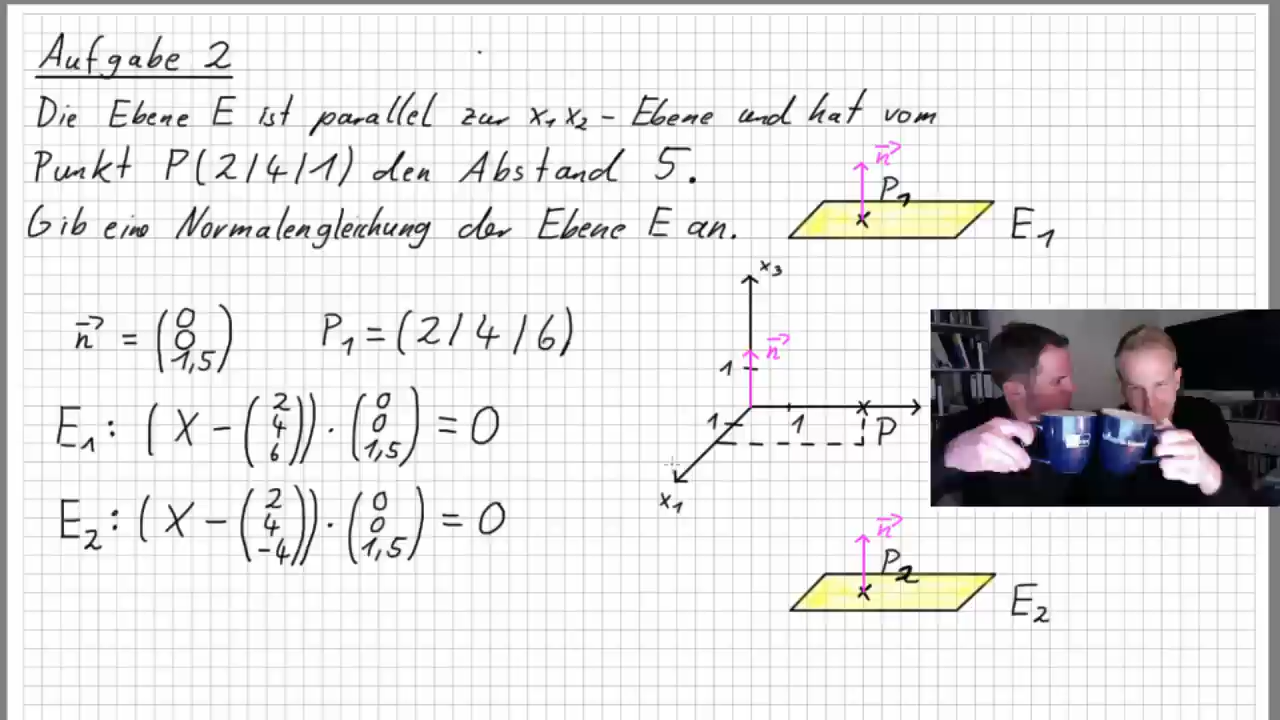 Aufgabe 2
Die Ebene E ist parallel zur x₁x₂-Ebene und hat vom
Punkt P(2/4/1) den Abstand 5.
Gib eine Normalengleichung der Ebene E an.
n⃗ = (0 0 1,5) P₁=(2/4/6)
E₁: (X-(2 4 6))·(0 0 1,5)=0
E₂: (X-(2 4 -4))·(0 0 1,5)=0
n⃗
P₁
E₁
x₃
n⃗
1
1
1
P
x₁
n⃗
P₂
E₂